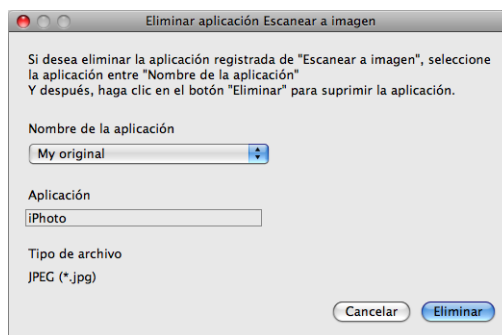 Eliminar aplicación Escanear a imagen
Si desea eliminar la aplicación registrada de "Escanear a imagen", seleccione
la aplicación entre "Nombre de la aplicación"
Y después, haga clic en el botón "Eliminar" para suprimir la aplicación.
Nombre de la aplicación
My original
Aplicación
iPhoto
Tipo de archivo
JPEG (*.jpg)
Cancelar Eliminar